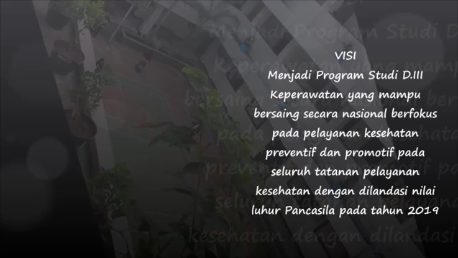 VISI
Menjadi Program Studi D.III
Keperawatan yang mampu
bersaing secara nasional berfokus
pada pelayanan kesehatan
preventif dan promotif pada
seluruh tatanan pelayanan
kesehatan dengan dilandasi nilai
luhur Pancasila pada tahun 2019